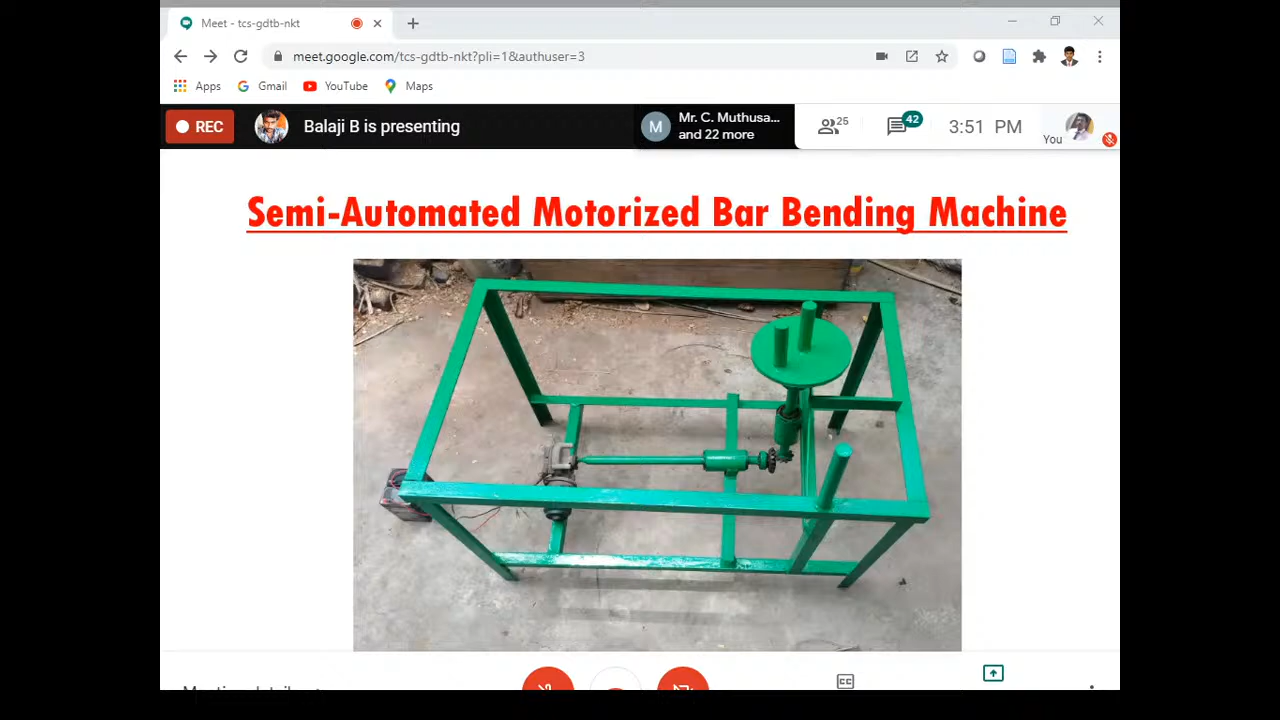 Meet - tcs-gdtb-nkt
meet.google.com/tcs-gdtb-nkt?pli=1&authuser=3
Apps Gmail YouTube Maps
REC Balaji B is presenting
M Mr. C. Muthusa...
and 22 more
25 42 3:51 PM You
Semi-Automated Motorized Bar Bending Machine
CC